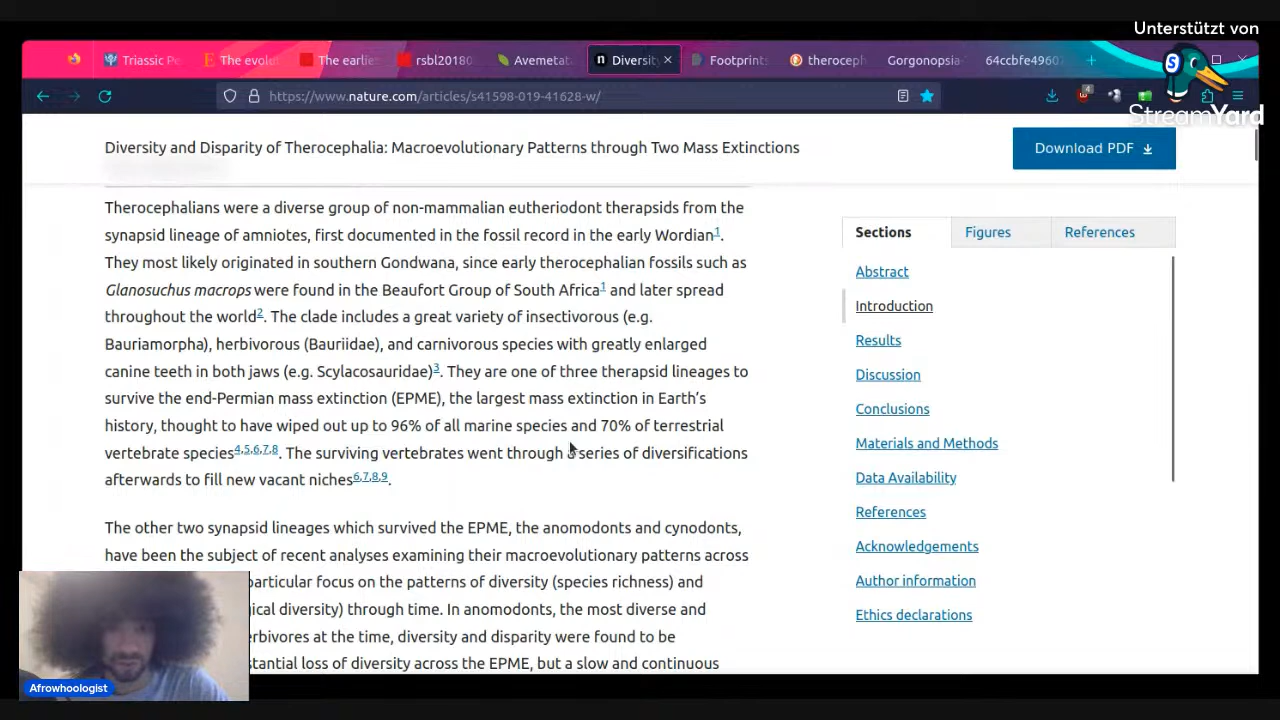 Unterstützt von
StreamYard
Triassic Pe
The evolu
The earlies
rsbl20180
Avemetat
Diversity
Footprints
theroceph
Gorgonopsia-
64ccbfe4960
https://www.nature.com/articles/s41598-019-41628-w/
4
Diversity and Disparity of Therocephalia: Macroevolutionary Patterns through Two Mass Extinctions
Download PDF
Therocephalians were a diverse group of non-mammalian eutheriodont therapsids from the
synapsid lineage of amniotes, first documented in the fossil record in the early Wordian1.
They most likely originated in southern Gondwana, since early therocephalian fossils such as
Glanosuchus macrops were found in the Beaufort Group of South Africa1 and later spread
throughout the world2. The clade includes a great variety of insectivorous (e.g.
Bauriamorpha), herbivorous (Bauriidae), and carnivorous species with greatly enlarged
canine teeth in both jaws (e.g. Scylacosauridae)3. They are one of three therapsid lineages to
survive the end-Permian mass extinction (EPME), the largest mass extinction in Earth's
history, thought to have wiped out up to 96% of all marine species and 70% of terrestrial
vertebrate species4,5,6,7,8. The surviving vertebrates went through a series of diversifications
afterwards to fill new vacant niches6,7,8,9.
The other two synapsid lineages which survived the EPME, the anomodonts and cynodonts,
have been the subject of recent analyses examining their macroevolutionary patterns across
particular focus on the patterns of diversity (species richness) and
gical diversity) through time. In anomodonts, the most diverse and
erbivores at the time, diversity and disparity were found to be
stantial loss of diversity across the EPME, but a slow and continuous
Sections
Figures
References
Abstract
Introduction
Results
Discussion
Conclusions
Materials and Methods
Data Availability
References
Acknowledgements
Author information
Ethics declarations
Afrowhoologist